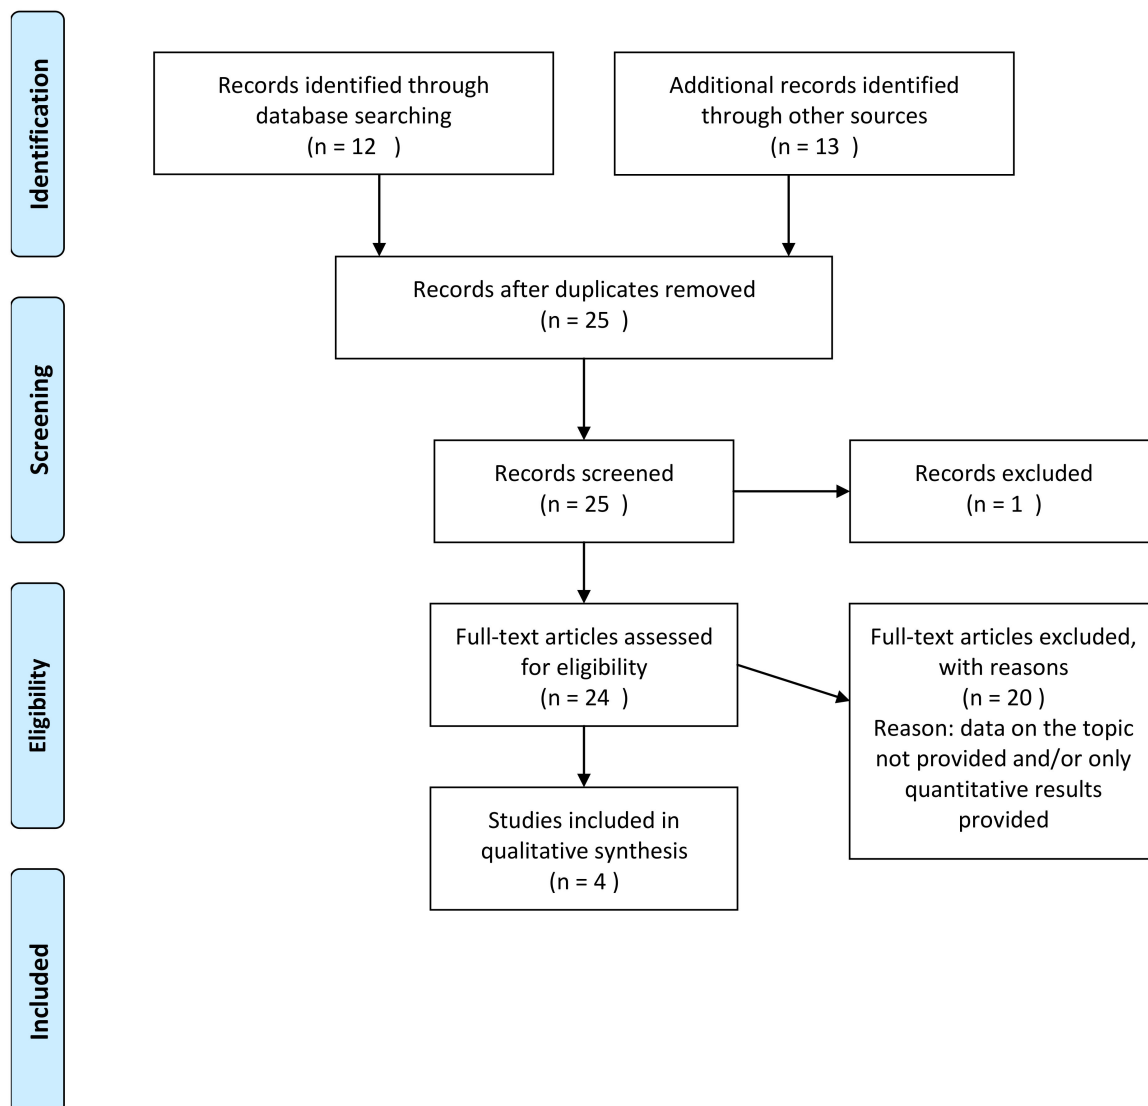 Identification
Records identified through
database searching
(n = 12   )
Additional records identified
through other sources
(n = 13  )
Records after duplicates removed
(n = 25  )
Screening
Records screened
(n = 25  )
Records excluded
(n = 1  )
Eligibility
Full-text articles assessed
for eligibility
(n = 24  )
Full-text articles excluded,
with reasons
(n = 20 )
Reason: data on the topic
not provided and/or only
quantitative results
provided
Studies included in
qualitative synthesis
(n = 4 )
Included